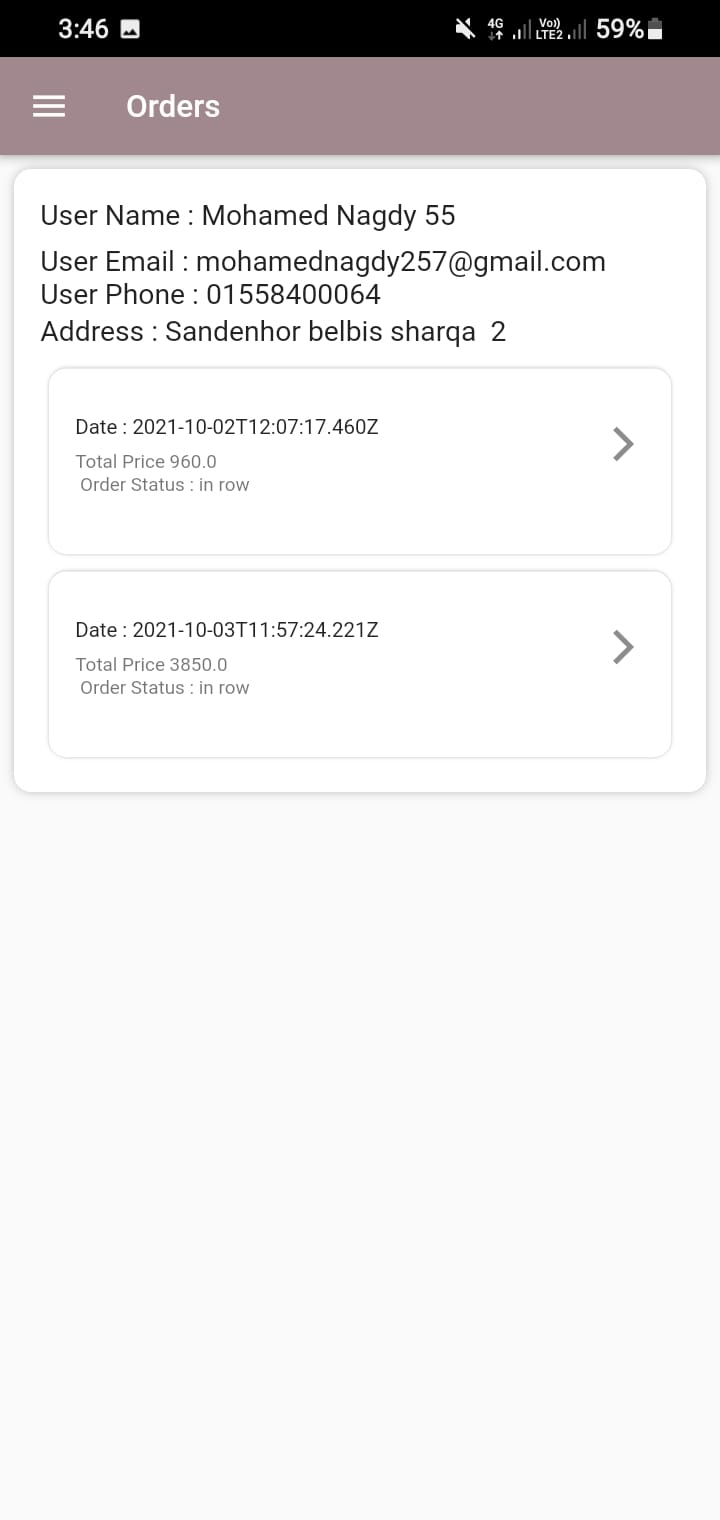 3:46 4G Vo)) LTE2 59%
Orders
User Name : Mohamed Nagdy 55
User Email : mohamednagdy257@gmail.com
User Phone : 01558400064
Address : Sandenhor belbis sharqa  2
Date : 2021-10-02T12:07:17.460Z
Total Price 960.0
Order Status : in row
Date : 2021-10-03T11:57:24.221Z
Total Price 3850.0
Order Status : in row